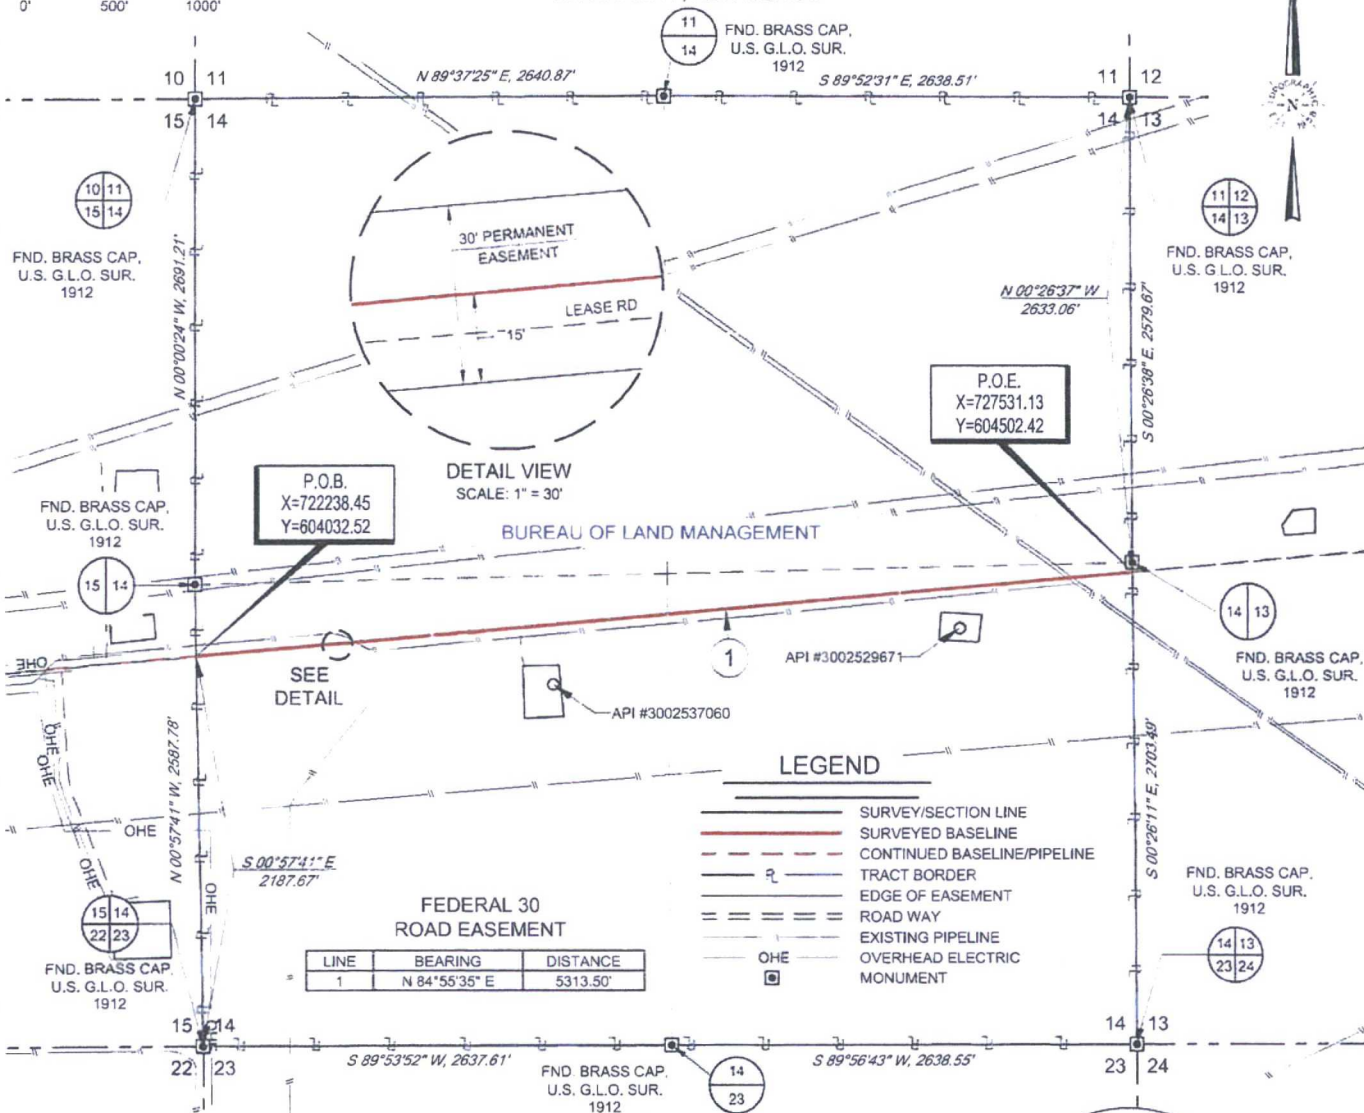 0' 500' 1000'
11
14
FND. BRASS CAP,
U.S. G.L.O. SUR.
1912
10 11
15 14
N 89°37'25" E, 2640.87'
S 89°52'31" E, 2638.51'
11 12
14 13
N
10 11
15 14
FND. BRASS CAP,
U.S. G.L.O. SUR.
1912
N 00°00'24" W, 2691.21'
30' PERMANENT
EASEMENT
LEASE RD
15'
DETAIL VIEW
SCALE: 1" = 30'
11 12
14 13
FND. BRASS CAP,
U.S. G.L.O. SUR.
1912
N 00°26'37" W
2633.06'
S 00°26'38" E, 2579.67'
P.O.E.
X=727531.13
Y=604502.42
P.O.B.
X=722238.45
Y=604032.52
FND. BRASS CAP,
U.S. G.L.O. SUR.
1912
15 14
BUREAU OF LAND MANAGEMENT
14 13
FND. BRASS CAP,
U.S. G.L.O. SUR.
1912
OHE
SEE
DETAIL
1
API #3002529671
API #3002537060
OHE
OHE
OHE
OHE
OHE
N 00°57'41" W, 2587.78'
S 00°57'41" E
2187.67'
S 00°26'11" E, 2703.49'
LEGEND
SURVEY/SECTION LINE
SURVEYED BASELINE
CONTINUED BASELINE/PIPELINE
TRACT BORDER
EDGE OF EASEMENT
ROAD WAY
EXISTING PIPELINE
OHE OVERHEAD ELECTRIC
MONUMENT
FEDERAL 30
ROAD EASEMENT
LINE BEARING DISTANCE
1 N 84°55'35" E 5313.50'
15 14
22 23
FND. BRASS CAP,
U.S. G.L.O. SUR.
1912
FND. BRASS CAP.
U.S. G.L.O. SUR.
1912
14 13
23 24
15 14
22 23
S 89°53'52" W, 2637.61'
S 89°56'43" W, 2638.55'
14 13
23 24
FND. BRASS CAP,
U.S. G.L.O. SUR.
1912
14
23